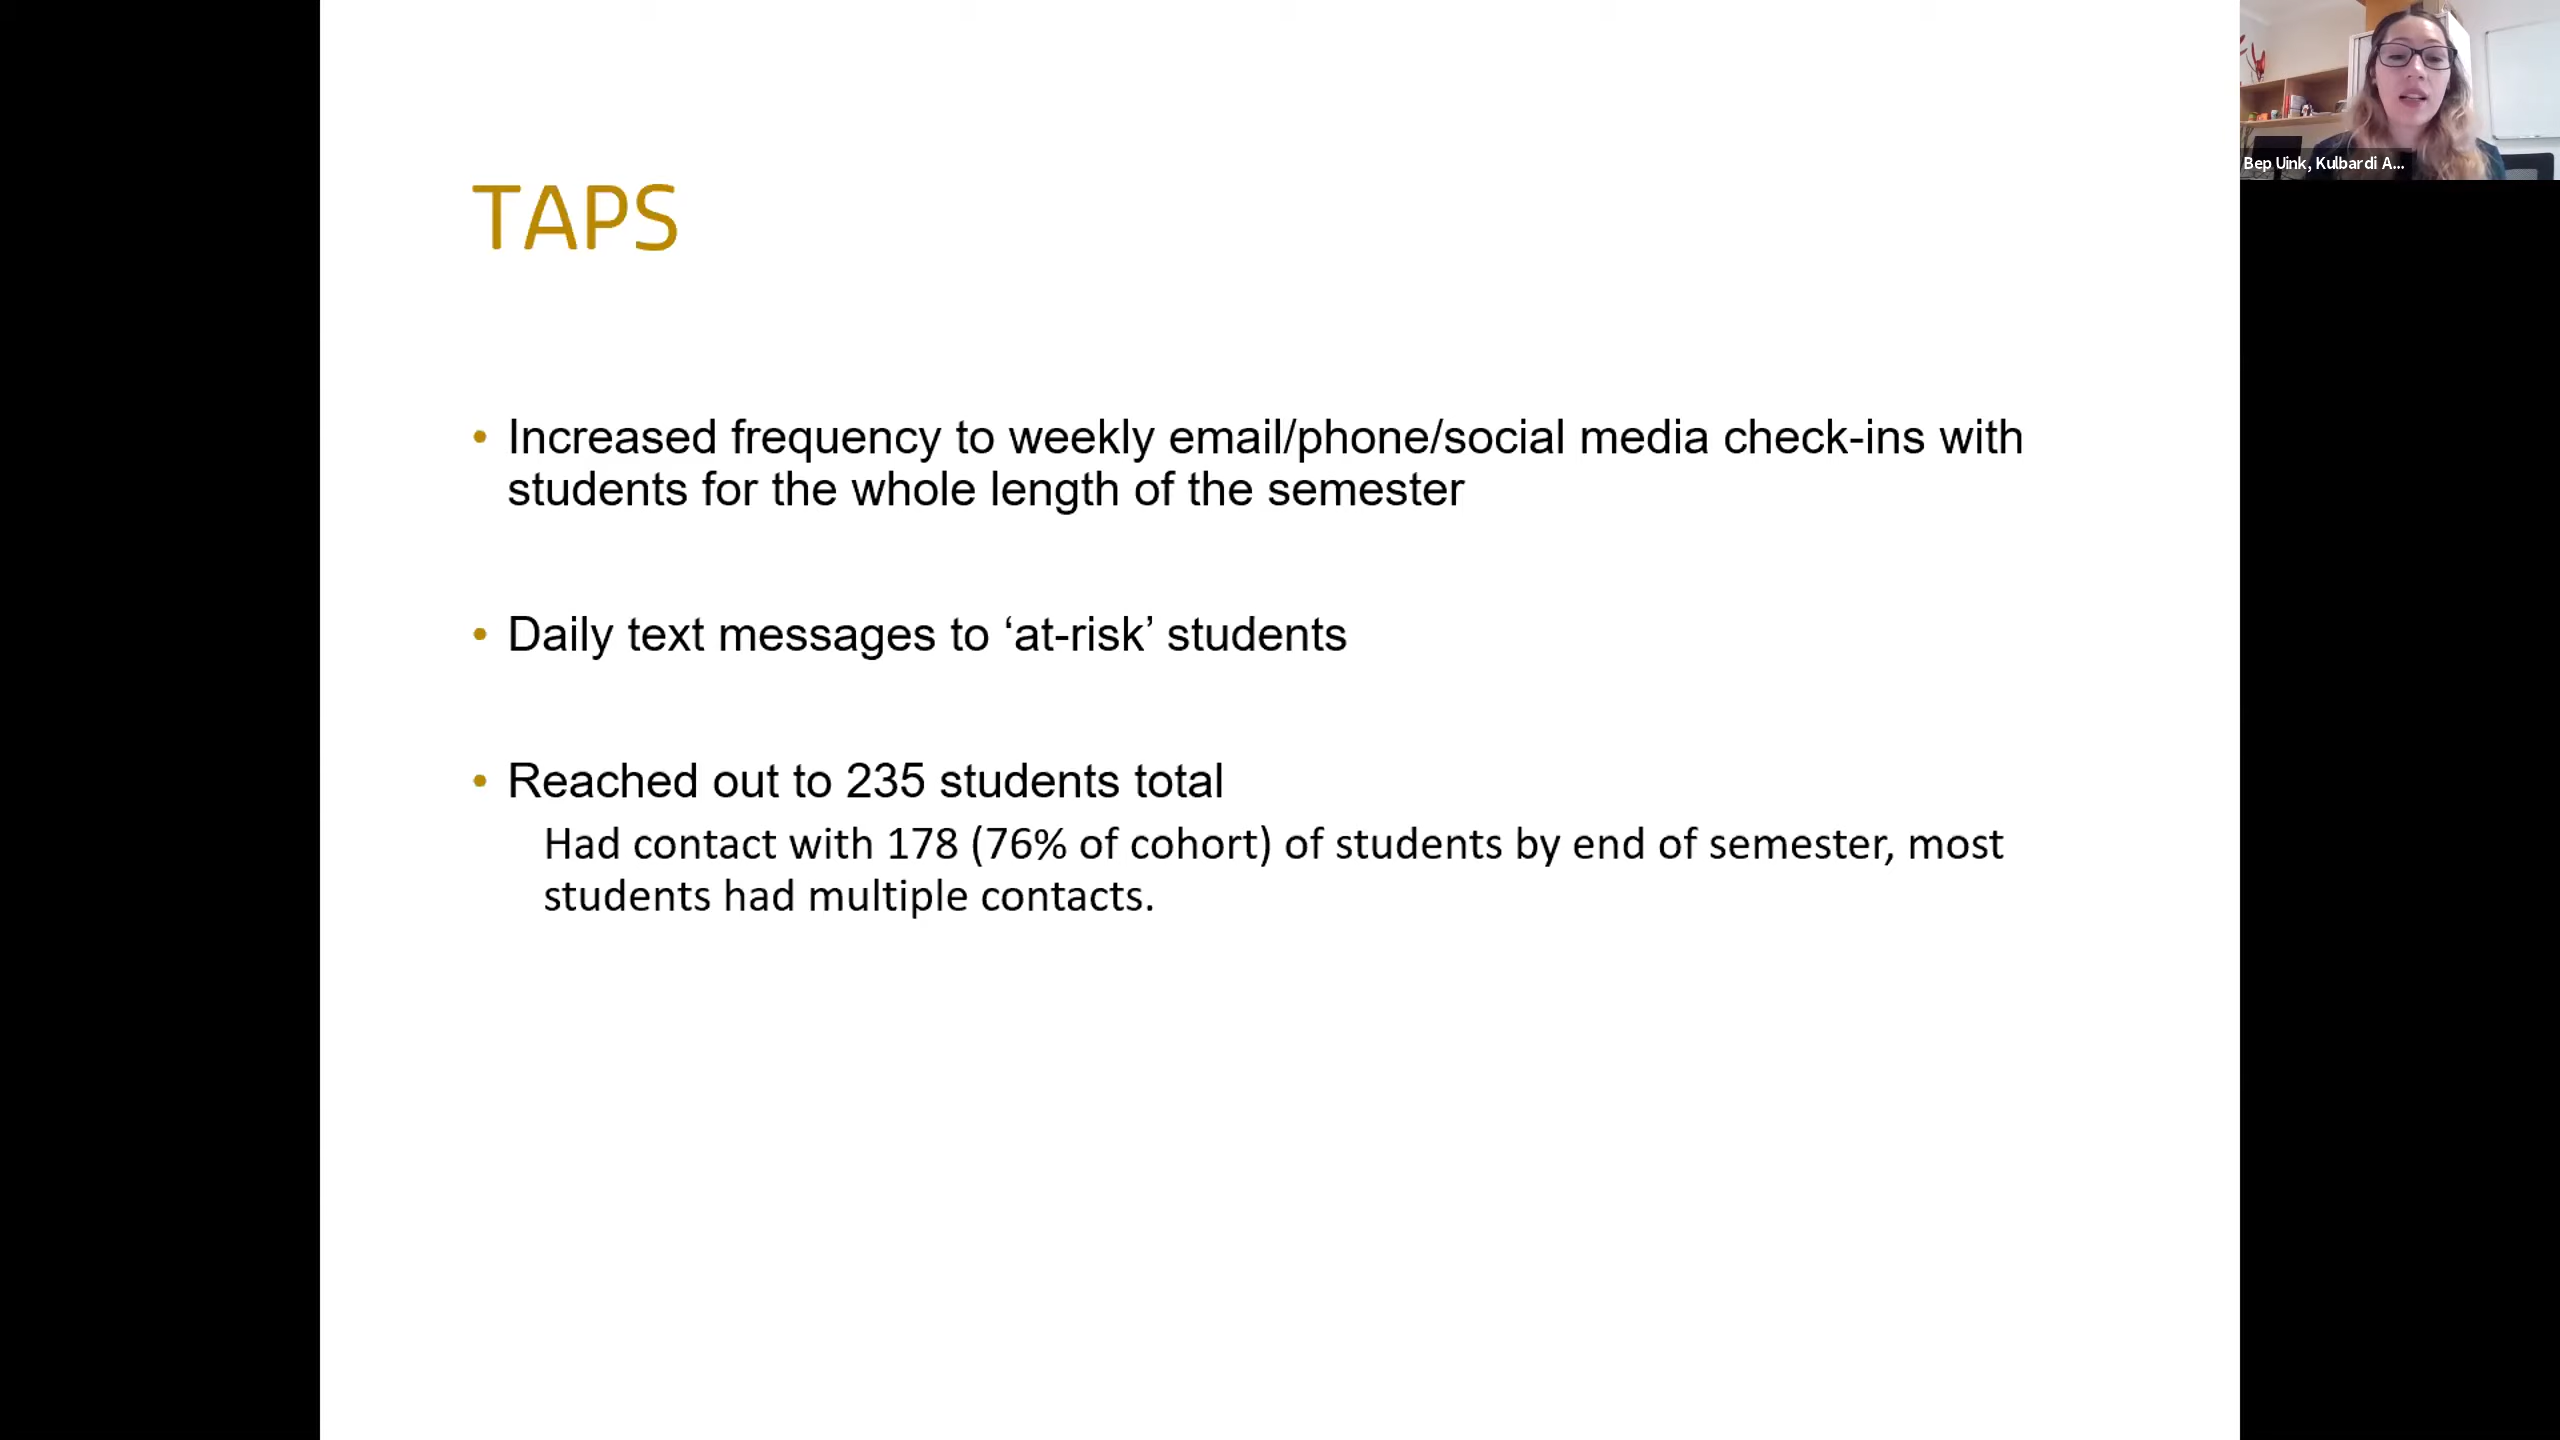 TAPS
• Increased frequency to weekly email/phone/social media check-ins with
students for the whole length of the semester
• Daily text messages to ‘at-risk’ students
• Reached out to 235 students total
Had contact with 178 (76% of cohort) of students by end of semester, most
students had multiple contacts.
Bep Uink, Kulbardi A...